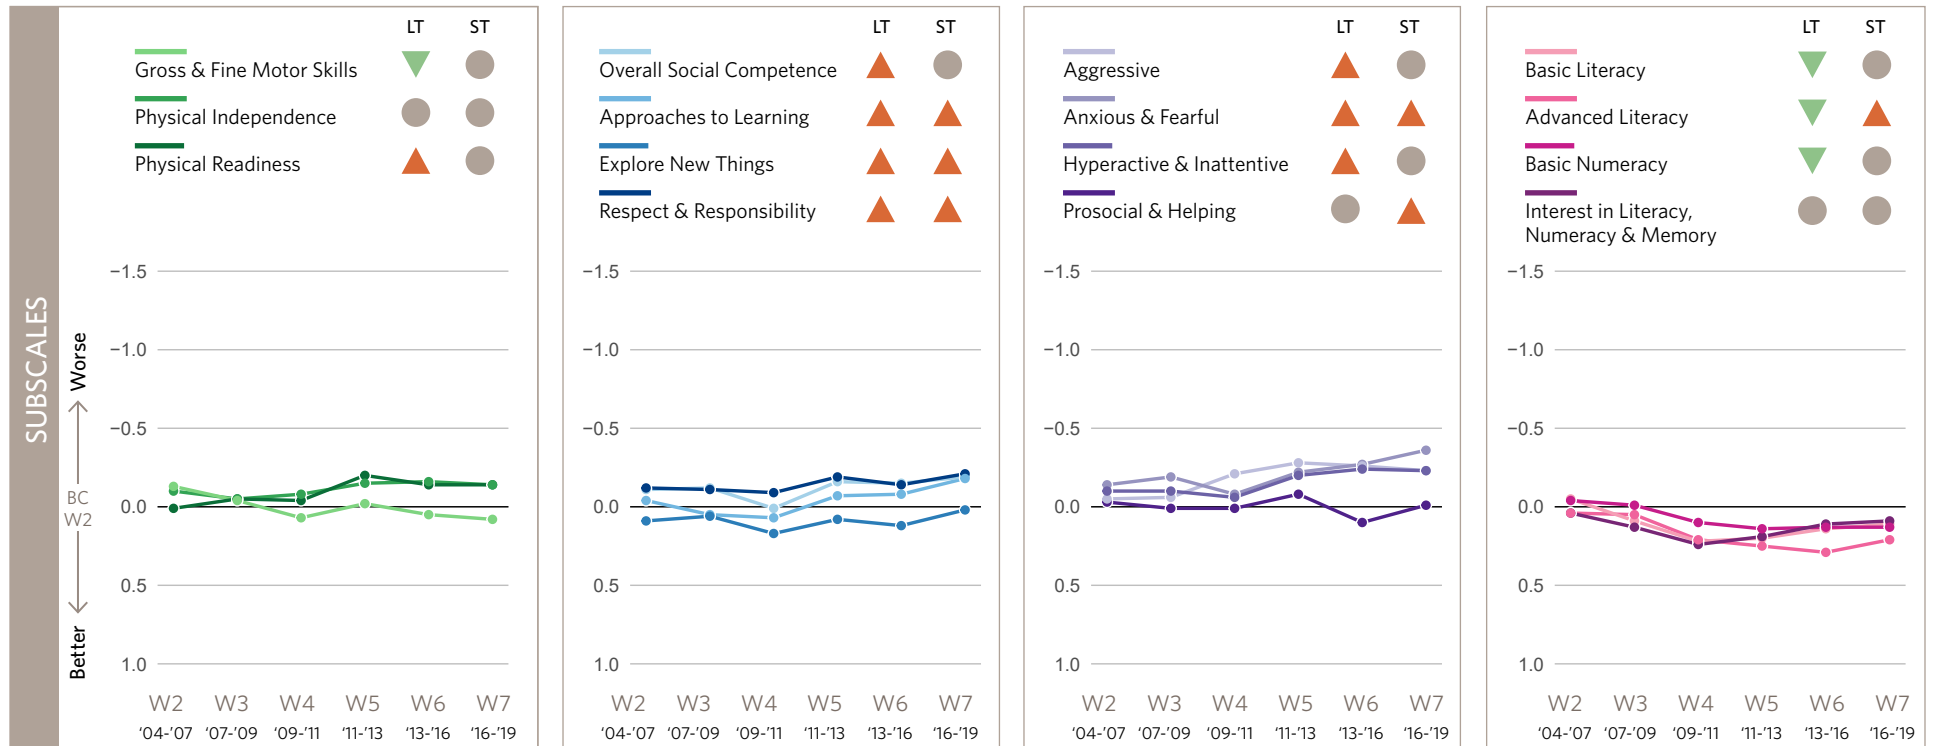 SUBSCALES
Worse
BC
W2
Better
LT ST
Gross & Fine Motor Skills
Physical Independence
Physical Readiness
−1.5
−1.0
−0.5
0.0
0.5
1.0
W2 W3 W4 W5 W6 W7
‘04-’07 ‘07-’09 ‘09-’11 ‘11-’13 ‘13-’16 ‘16-’19
LT ST
Overall Social Competence
Approaches to Learning
Explore New Things
Respect & Responsibility
−1.5
−1.0
−0.5
0.0
0.5
1.0
W2 W3 W4 W5 W6 W7
‘04-’07 ‘07-’09 ‘09-’11 ‘11-’13 ‘13-’16 ‘16-’19
LT ST
Aggressive
Anxious & Fearful
Hyperactive & Inattentive
Prosocial & Helping
−1.5
−1.0
−0.5
0.0
0.5
1.0
W2 W3 W4 W5 W6 W7
‘04-’07 ‘07-’09 ‘09-’11 ‘11-’13 ‘13-’16 ‘16-’19
LT ST
Basic Literacy
Advanced Literacy
Basic Numeracy
Interest in Literacy,
Numeracy & Memory
−1.5
−1.0
−0.5
0.0
0.5
1.0
W2 W3 W4 W5 W6 W7
‘04-’07 ‘07-’09 ‘09-’11 ‘11-’13 ‘13-’16 ‘16-’19